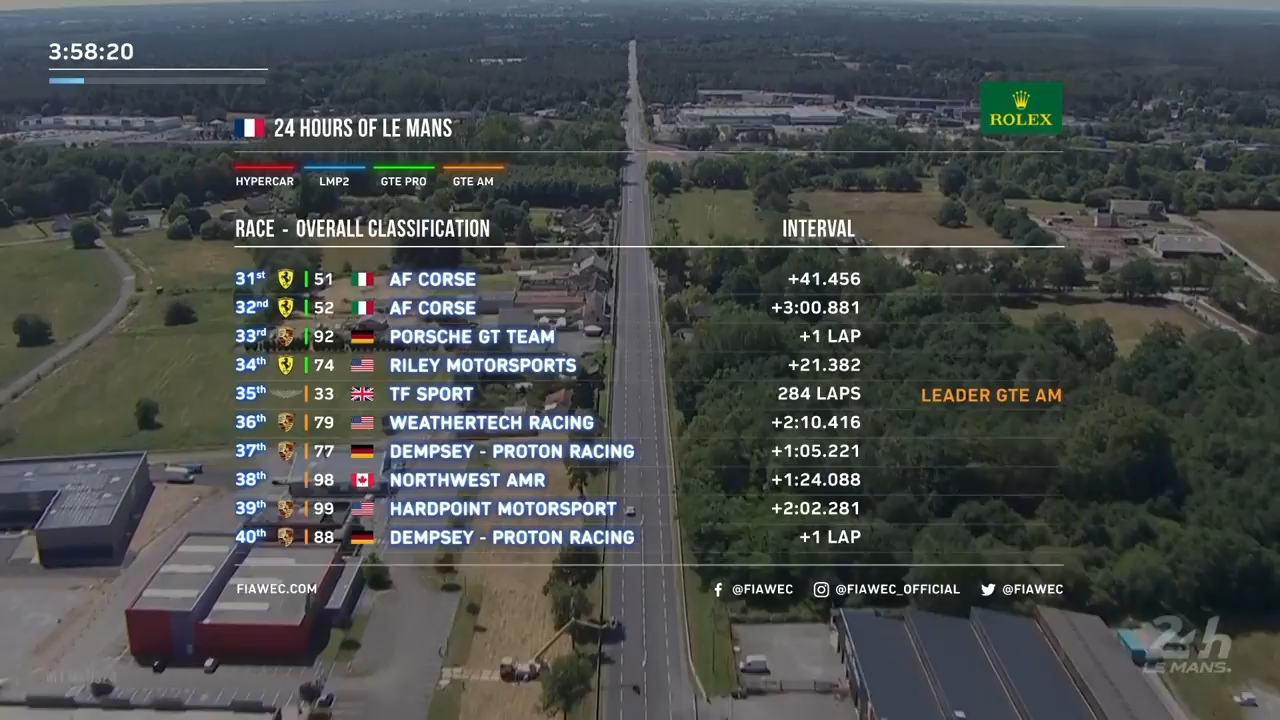 3:58:20
ROLEX
24 HOURS OF LE MANS
HYPERCAR LMP2 GTE PRO GTE AM
RACE - OVERALL CLASSIFICATION INTERVAL
31st 51 AF CORSE +41.456
32nd 52 AF CORSE +3:00.881
33rd 92 PORSCHE GT TEAM +1 LAP
34th 74 RILEY MOTORSPORTS +21.382
35th 33 TF SPORT 284 LAPS LEADER GTE AM
36th 79 WEATHERTECH RACING +2:10.416
37th 77 DEMPSEY - PROTON RACING +1:05.221
38th 98 NORTHWEST AMR +1:24.088
39th 99 HARDPOINT MOTORSPORT +2:02.281
40th 88 DEMPSEY - PROTON RACING +1 LAP
FIAWEC.COM @FIAWEC @FIAWEC_OFFICIAL @FIAWEC
24h
LE MANS.